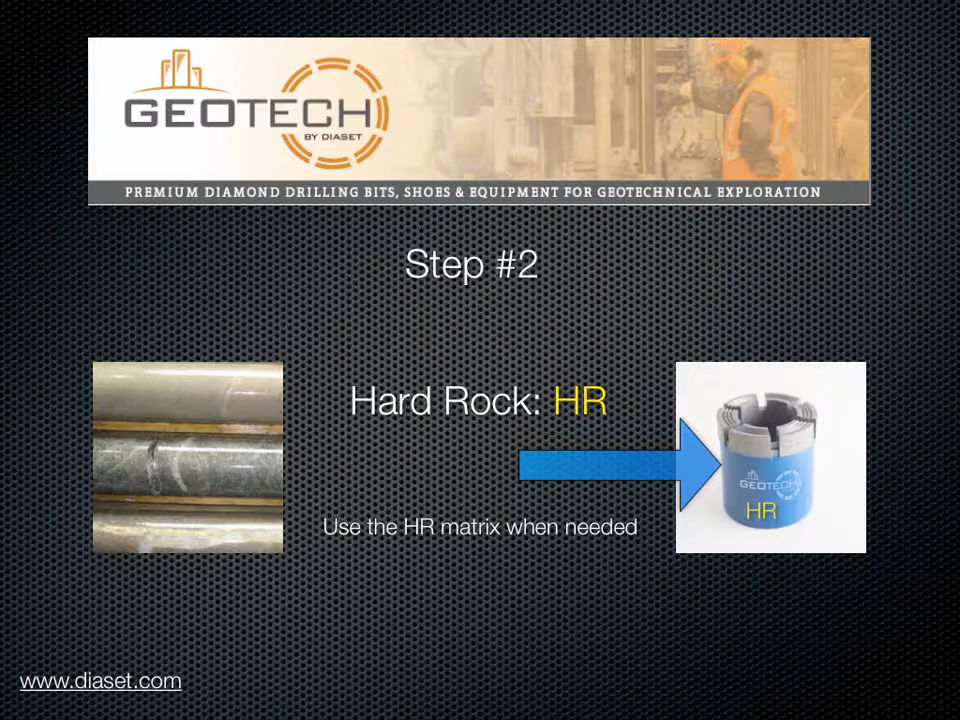 GEOTECH
BY DIASET
PREMIUM DIAMOND DRILLING BITS, SHOES & EQUIPMENT FOR GEOTECHNICAL EXPLORATION
Step #2
Hard Rock: HR
GEOTECH
HR
Use the HR matrix when needed
www.diaset.com